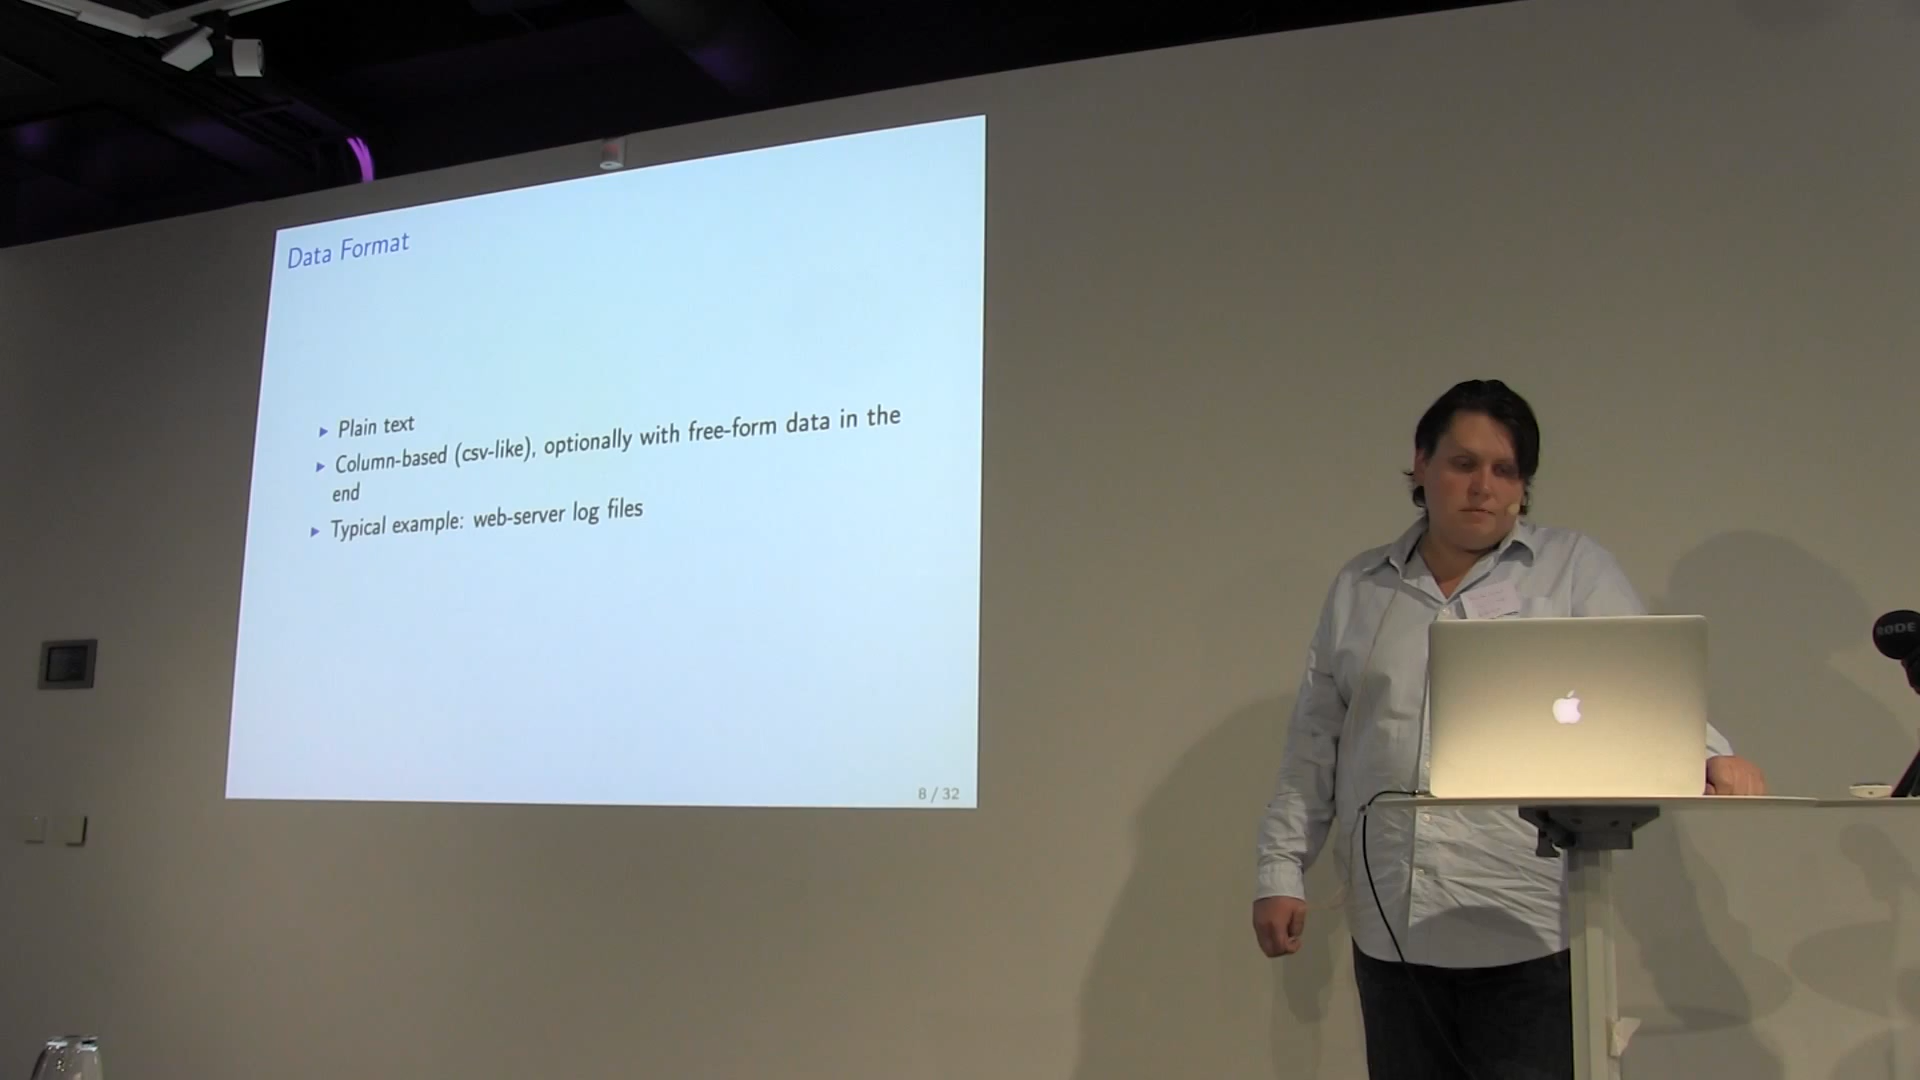 Data Format
▶ Plain text
▶ Column-based (csv-like), optionally with free-form data in the
end
▶ Typical example: web-server log files
8 / 32
RØDE